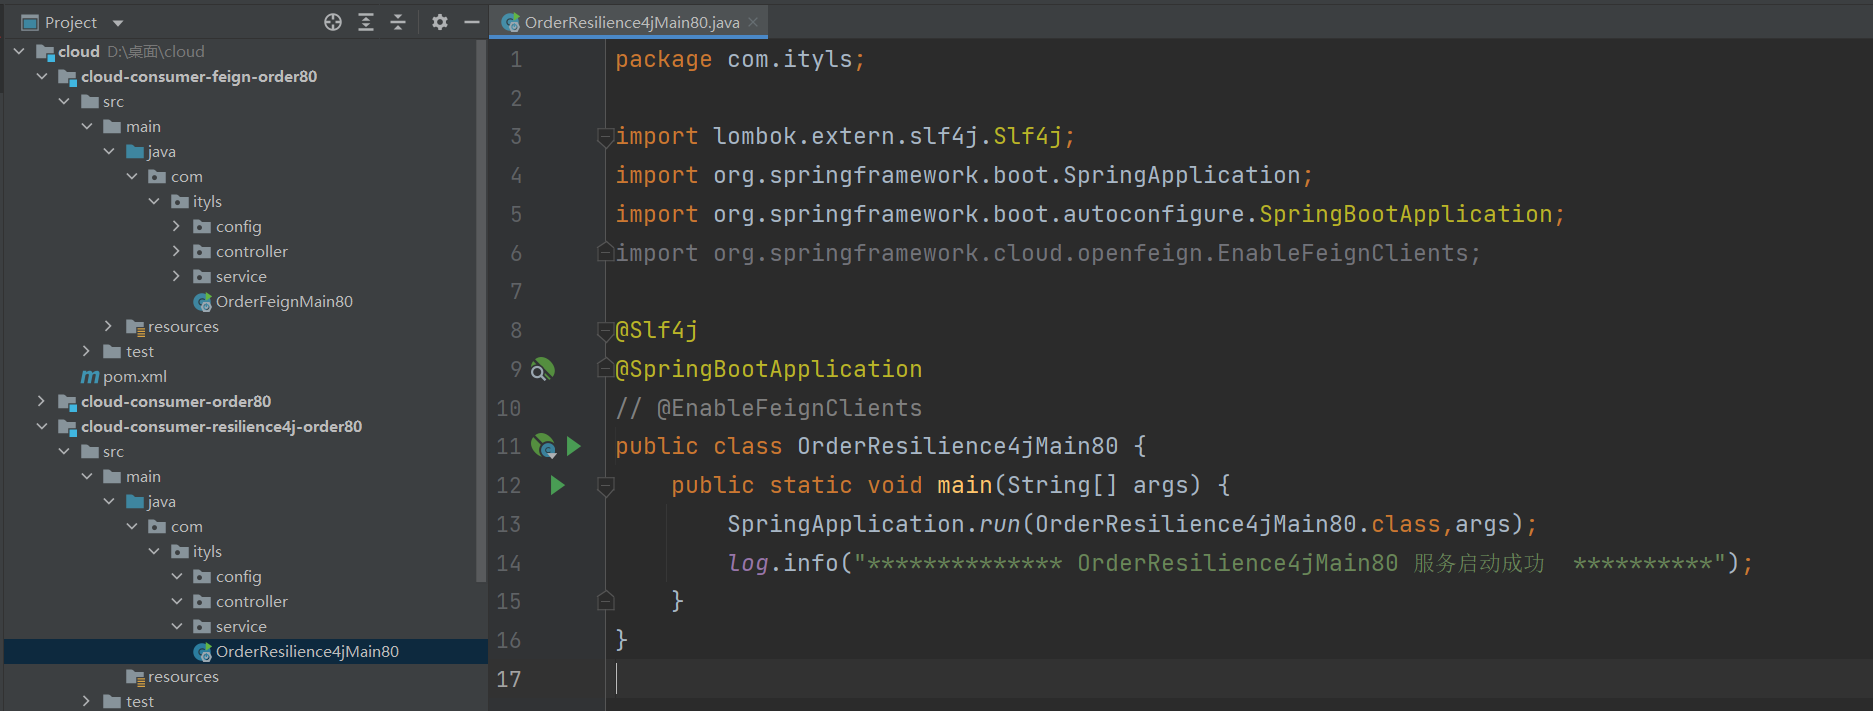 Project
cloud D:\桌面\cloud
cloud-consumer-feign-order80
src
main
java
com
ityls
config
controller
service
OrderFeignMain80
resources
test
pom.xml
cloud-consumer-order80
cloud-consumer-resilience4j-order80
src
main
java
com
ityls
config
controller
service
OrderResilience4jMain80
resources
test
OrderResilience4jMain80.java
1 package com.ityls;
2
3 import lombok.extern.slf4j.Slf4j;
4 import org.springframework.boot.SpringApplication;
5 import org.springframework.boot.autoconfigure.SpringBootApplication;
6 import org.springframework.cloud.openfeign.EnableFeignClients;
7
8 @Slf4j
9 @SpringBootApplication
10 // @EnableFeignClients
11 public class OrderResilience4jMain80 {
12 public static void main(String[] args) {
13 SpringApplication.run(OrderResilience4jMain80.class,args);
14 log.info("************** OrderResilience4jMain80 服务启动成功  **********");
15 }
16 }
17